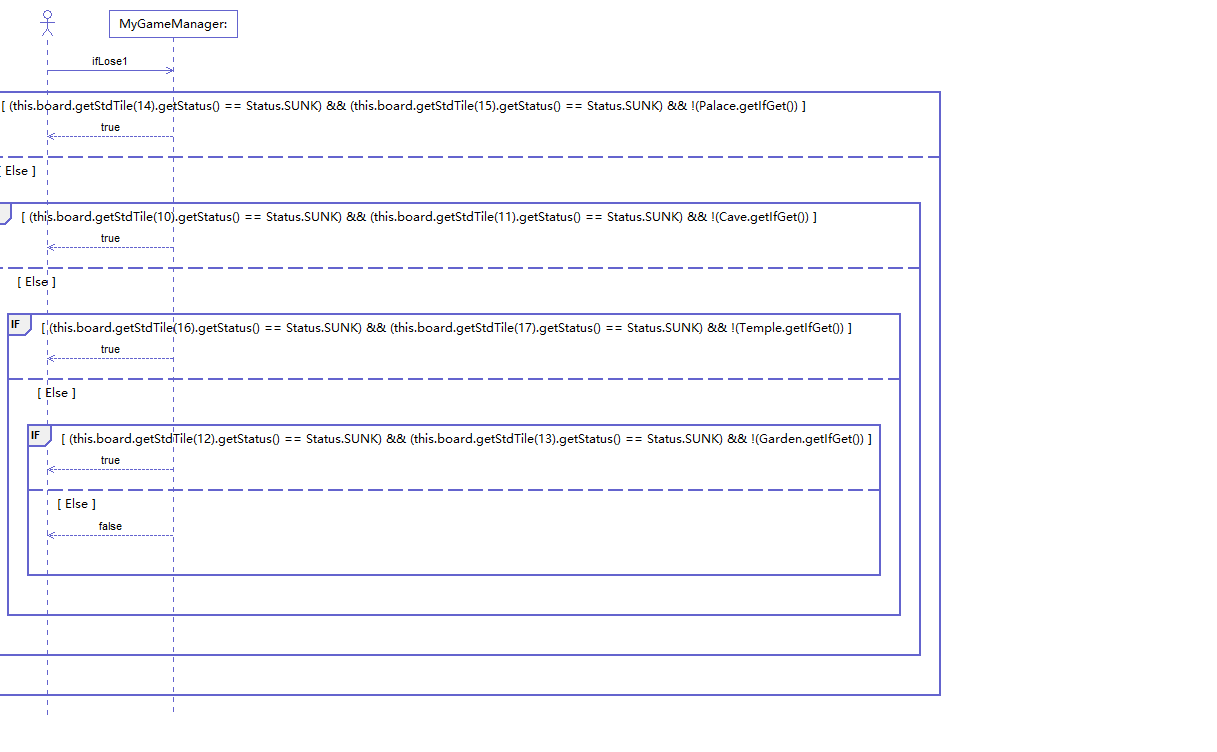 MyGameManager:
ifLose1
[ (this.board.getStdTile(14).getStatus() == Status.SUNK) && (this.board.getStdTile(15).getStatus() == Status.SUNK) && !(Palace.getIfGet()) ]
true
[ Else ]
[ (this.board.getStdTile(10).getStatus() == Status.SUNK) && (this.board.getStdTile(11).getStatus() == Status.SUNK) && !(Cave.getIfGet()) ]
true
[ Else ]
IF [ (this.board.getStdTile(16).getStatus() == Status.SUNK) && (this.board.getStdTile(17).getStatus() == Status.SUNK) && !(Temple.getIfGet()) ]
true
[ Else ]
IF [ (this.board.getStdTile(12).getStatus() == Status.SUNK) && (this.board.getStdTile(13).getStatus() == Status.SUNK) && !(Garden.getIfGet()) ]
true
[ Else ]
false